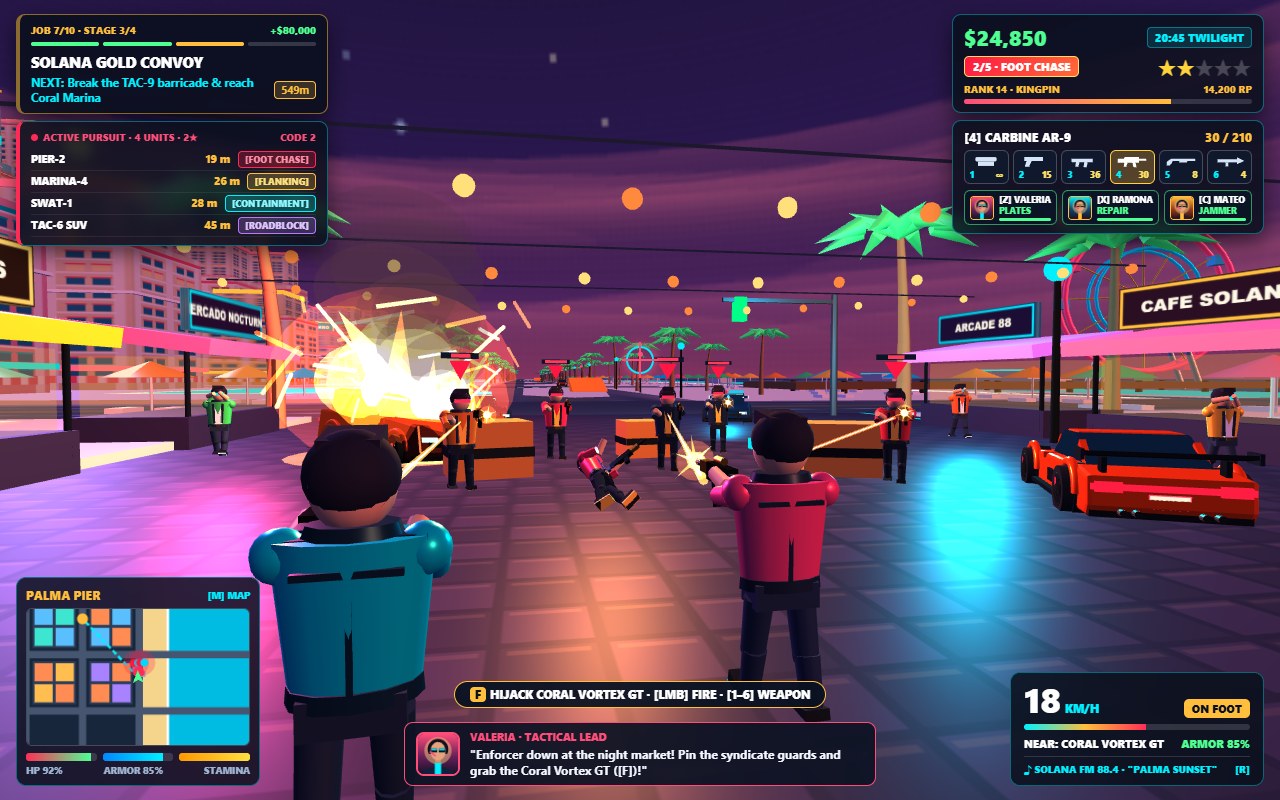 JOB 7/10 · STAGE 3/4
+$80,000
SOLANA GOLD CONVOY
NEXT: Break the TAC-9 barricade & reach
Coral Marina
549m
ACTIVE PURSUIT · 4 UNITS · 2★
CODE 2
PIER-2 19 m [FOOT CHASE]
MARINA-4 26 m [FLANKING]
SWAT-1 28 m [CONTAINMENT]
TAC-6 SUV 45 m [ROADBLOCK]
$24,850
20:45 TWILIGHT
2/5 · FOOT CHASE
★★★★★
RANK 14 · KINGPIN
14,200 RP
[4] CARBINE AR-9
30 / 210
1 ∞
2 15
3 36
4 30
5 8
6 4
[Z] VALERIA
PLATES
[X] RAMONA
REPAIR
[C] MATEO
JAMMER
S
ERCADO NOCTURN
ARCADE 88
CAFE SOLAN
PALMA PIER
[M] MAP
HP 92%
ARMOR 85%
STAMINA
F HIJACK CORAL VORTEX GT · [LMB] FIRE · [1-6] WEAPON
VALERIA · TACTICAL LEAD
"Enforcer down at the night market! Pin the syndicate guards and
grab the Coral Vortex GT ([F])!"
18 KM/H
ON FOOT
NEAR: CORAL VORTEX GT
ARMOR 85%
♪ SOLANA FM 88.4 · "PALMA SUNSET"
[R]